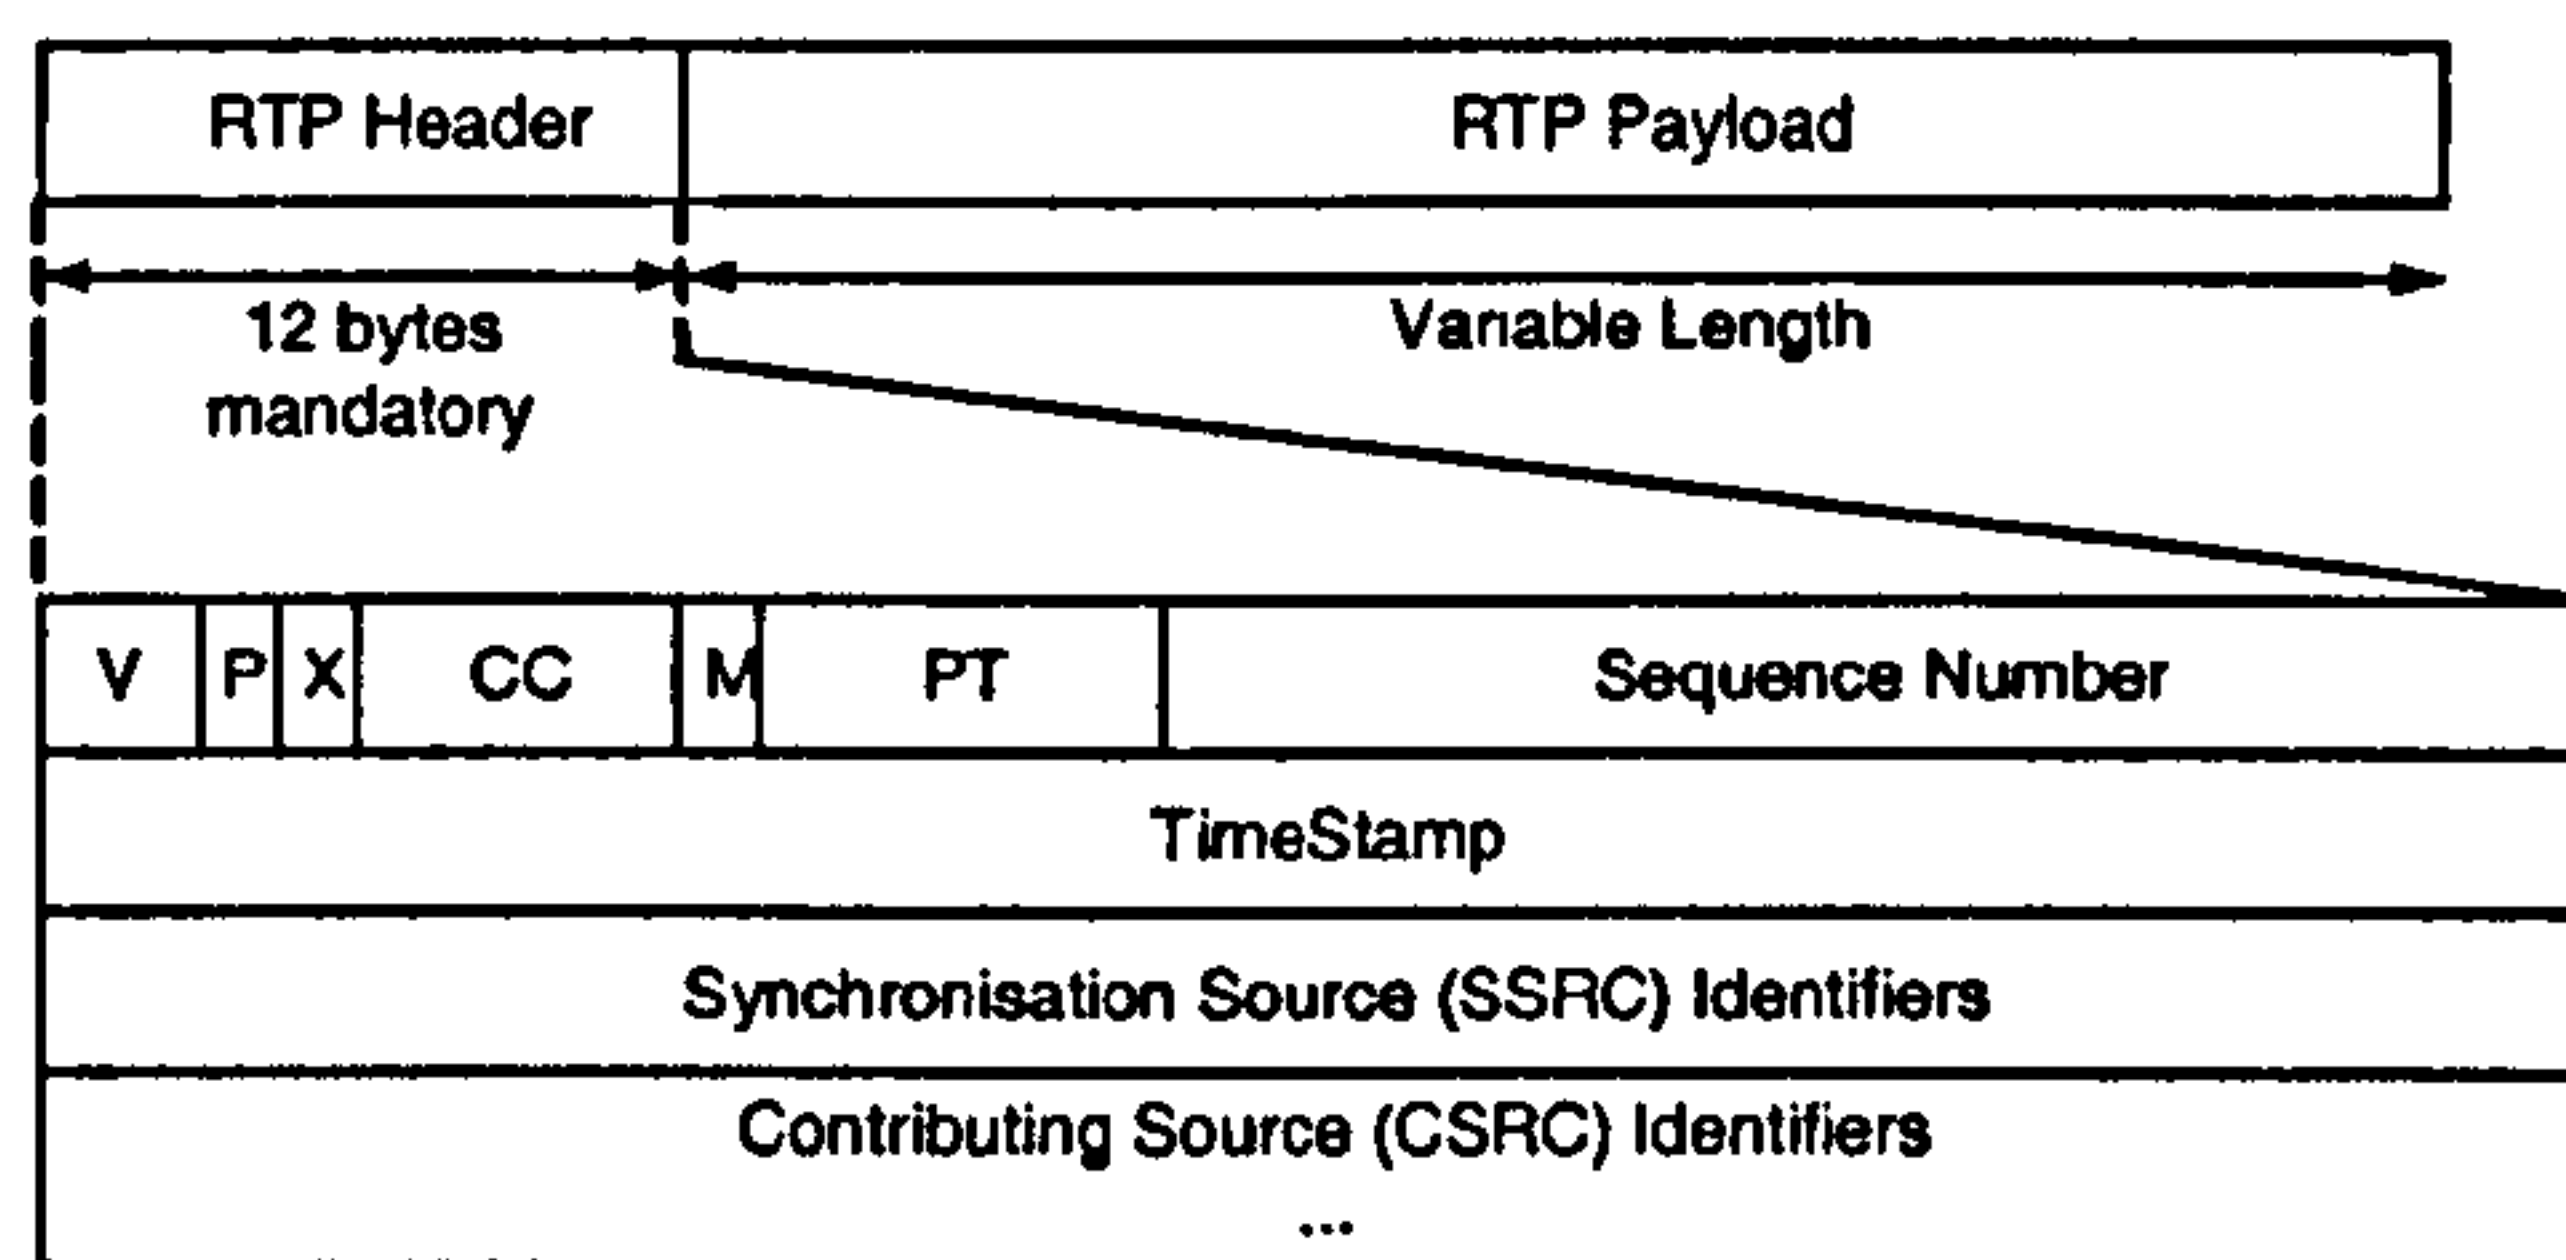 RTP Header RTP Payload
12 bytes Variable Length
mandatory
V P X CC M PT Sequence Number
TimeStamp
Synchronisation Source (SSRC) Identifiers
Contributing Source (CSRC) Identifiers
...